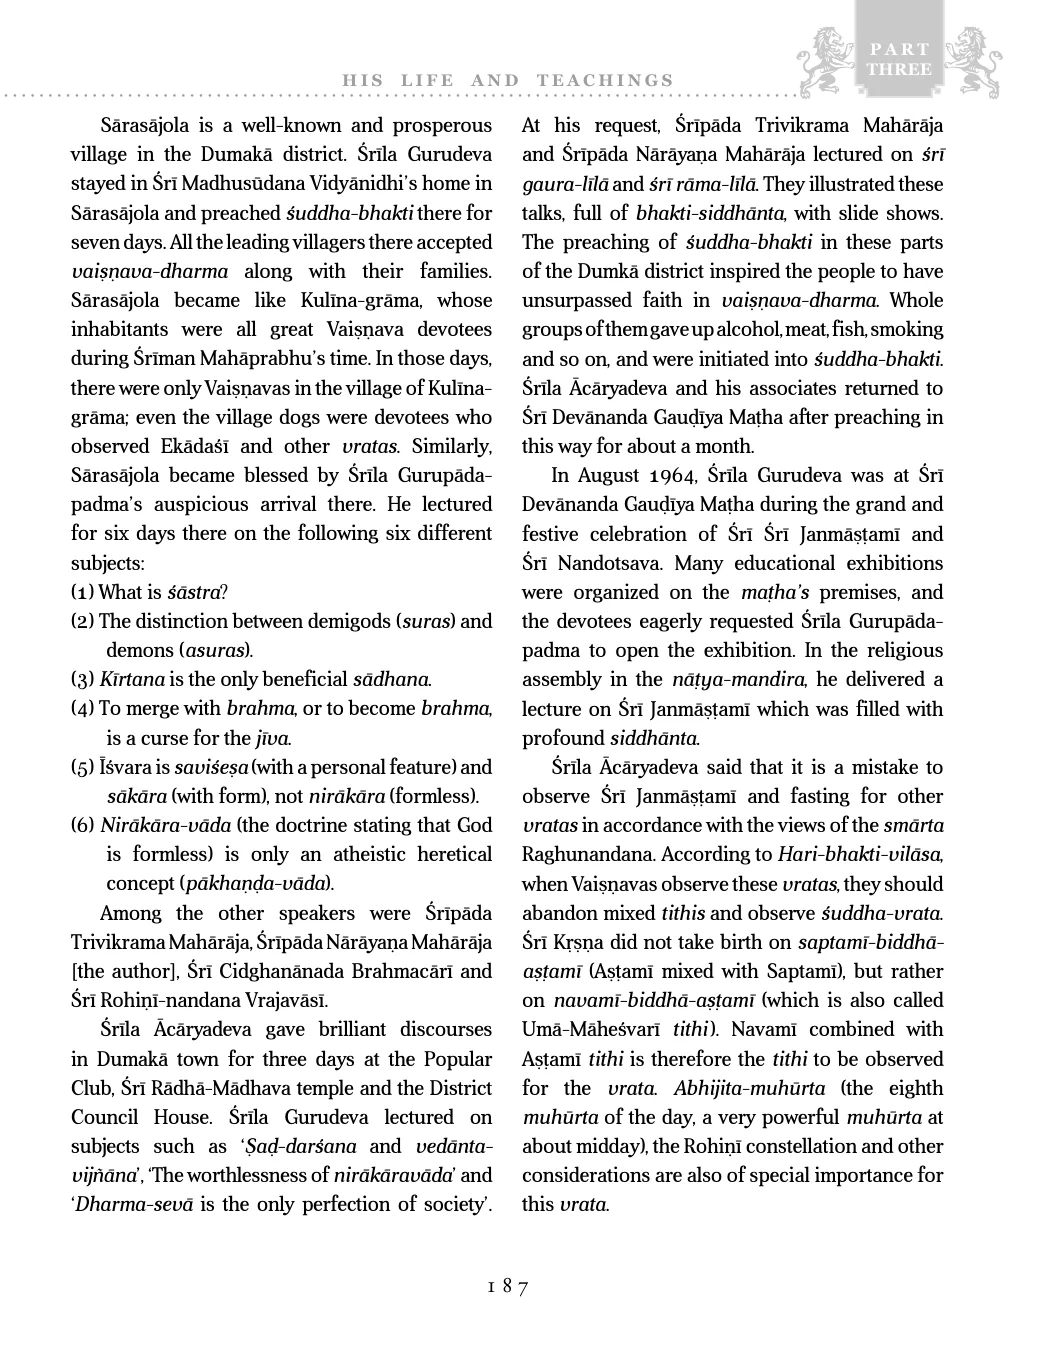 PART
THREE
HIS LIFE AND TEACHINGS
Sārasājola is a well-known and prosperous
village in the Dumakā district. Śrīla Gurudeva
stayed in Śrī Madhusūdana Vidyānidhi’s home in
Sārasājola and preached śuddha-bhakti there for
seven days. All the leading villagers there accepted
vaiṣṇava-dharma along with their families.
Sārasājola became like Kulīna-grāma, whose
inhabitants were all great Vaiṣṇava devotees
during Śrīman Mahāprabhu’s time. In those days,
there were only Vaiṣṇavas in the village of Kulīna-
grāma; even the village dogs were devotees who
observed Ekādaśī and other vratas. Similarly,
Sārasājola became blessed by Śrīla Gurupāda-
padma’s auspicious arrival there. He lectured
for six days there on the following six different
subjects:
(1) What is śāstra?
(2) The distinction between demigods (suras) and
demons (asuras).
(3) Kīrtana is the only beneficial sādhana.
(4) To merge with brahma, or to become brahma,
is a curse for the jīva.
(5) Īśvara is saviśeṣa (with a personal feature) and
sākāra (with form), not nirākāra (formless).
(6) Nirākāra-vāda (the doctrine stating that God
is formless) is only an atheistic heretical
concept (pākhaṇḍa-vāda).
Among the other speakers were Śrīpāda
Trivikrama Mahārāja, Śrīpāda Nārāyaṇa Mahārāja
[the author], Śrī Cidghanānada Brahmacārī and
Śrī Rohiṇī-nandana Vrajavāsī.
Śrīla Ācāryadeva gave brilliant discourses
in Dumakā town for three days at the Popular
Club, Śrī Rādhā-Mādhava temple and the District
Council House. Śrīla Gurudeva lectured on
subjects such as ‘Ṣaḍ-darśana and vedānta-
vijñāna’, ‘The worthlessness of nirākāravāda’ and
‘Dharma-sevā is the only perfection of society’.
At his request, Śrīpāda Trivikrama Mahārāja
and Śrīpāda Nārāyaṇa Mahārāja lectured on śrī
gaura-līlā and śrī rāma-līlā. They illustrated these
talks, full of bhakti-siddhānta, with slide shows.
The preaching of śuddha-bhakti in these parts
of the Dumkā district inspired the people to have
unsurpassed faith in vaiṣṇava-dharma. Whole
groups of them gave up alcohol, meat, fish, smoking
and so on, and were initiated into śuddha-bhakti.
Śrīla Ācāryadeva and his associates returned to
Śrī Devānanda Gauḍīya Maṭha after preaching in
this way for about a month.
In August 1964, Śrīla Gurudeva was at Śrī
Devānanda Gauḍīya Maṭha during the grand and
festive celebration of Śrī Śrī Janmāṣṭamī and
Śrī Nandotsava. Many educational exhibitions
were organized on the maṭha’s premises, and
the devotees eagerly requested Śrīla Gurupāda-
padma to open the exhibition. In the religious
assembly in the nāṭya-mandira, he delivered a
lecture on Śrī Janmāṣṭamī which was filled with
profound siddhānta.
Śrīla Ācāryadeva said that it is a mistake to
observe Śrī Janmāṣṭamī and fasting for other
vratas in accordance with the views of the smārta
Raghunandana. According to Hari-bhakti-vilāsa,
when Vaiṣṇavas observe these vratas, they should
abandon mixed tithis and observe śuddha-vrata.
Śrī Kṛṣṇa did not take birth on saptamī-biddhā-
aṣṭamī (Aṣṭamī mixed with Saptamī), but rather
on navamī-biddhā-aṣṭamī (which is also called
Umā-Māheśvarī tithi). Navamī combined with
Aṣṭamī tithi is therefore the tithi to be observed
for the vrata. Abhijita-muhūrta (the eighth
muhūrta of the day, a very powerful muhūrta at
about midday), the Rohiṇī constellation and other
considerations are also of special importance for
this vrata.
187